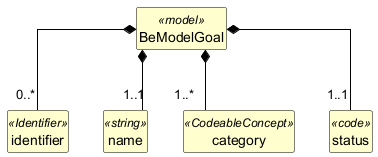 «model»
BeModelGoal
0..*
1..1
1..*
1..1
«Identifier»
identifier
«string»
name
«CodeableConcept»
category
«code»
status